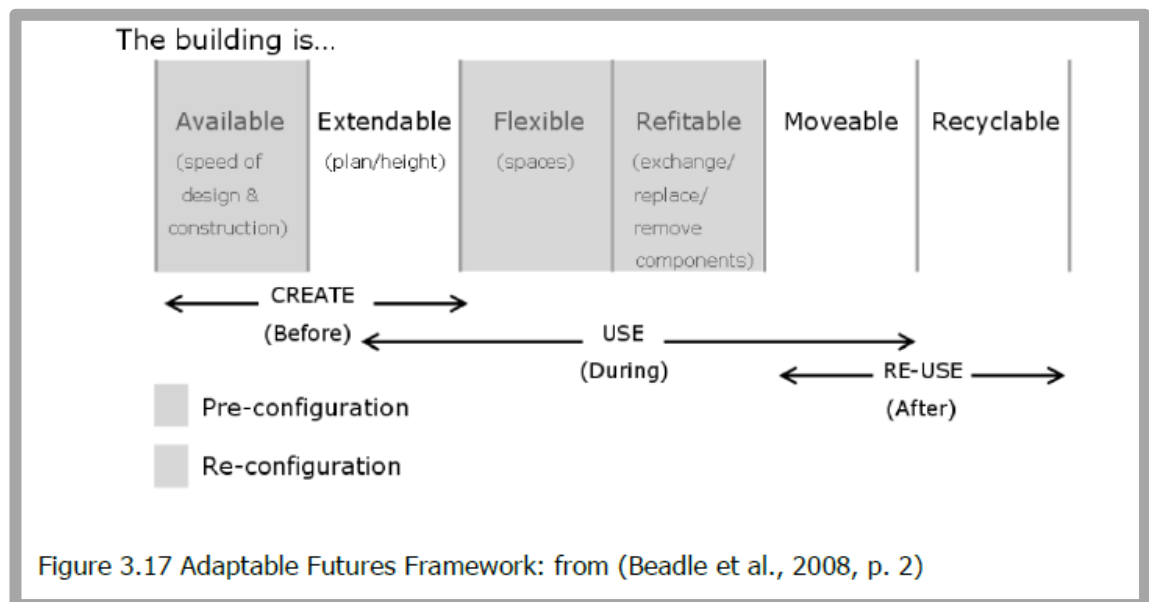 The building is...
Available
(speed of
design &
construction)
Extendable
(plan/height)
Flexible
(spaces)
Refitable
(exchange/
replace/
remove
components)
Moveable
Recyclable
CREATE
(Before)
USE
(During)
RE-USE
(After)
Pre-configuration
Re-configuration
Figure 3.17 Adaptable Futures Framework: from (Beadle et al., 2008, p. 2)